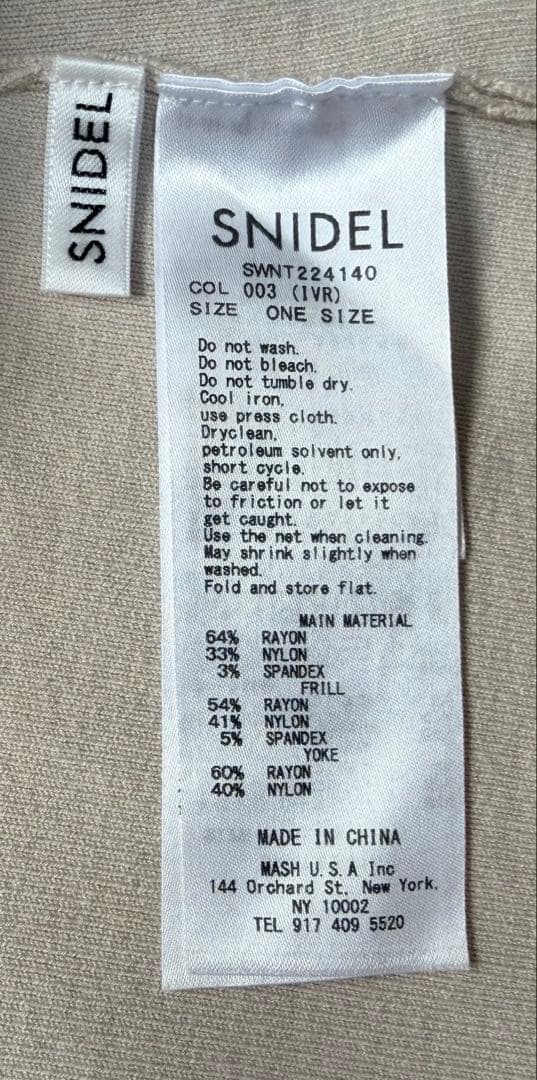 SNIDEL
SNIDEL
SWNT224140
COL 003 (IVR)
SIZE ONE SIZE
Do not wash.
Do not bleach.
Do not tumble dry.
Cool iron,
use press cloth.
Dryclean,
petroleum solvent only,
short cycle.
Be careful not to expose
to friction or let it
get caught.
Use the net when cleaning.
May shrink slightly when
washed.
Fold and store flat.
MAIN MATERIAL
64% RAYON
33% NYLON
3% SPANDEX
FRILL
54% RAYON
41% NYLON
5% SPANDEX
YOKE
60% RAYON
40% NYLON
MADE IN CHINA
MASH U.S.A Inc
144 Orchard St, New York.
NY 10002
TEL 917 409 5520